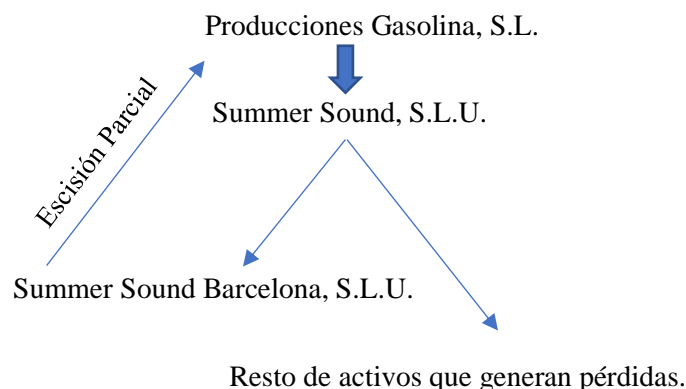 Producciones Gasolina, S.L.
Escisión Parcial
Summer Sound, S.L.U.
Summer Sound Barcelona, S.L.U.
Resto de activos que generan pérdidas.